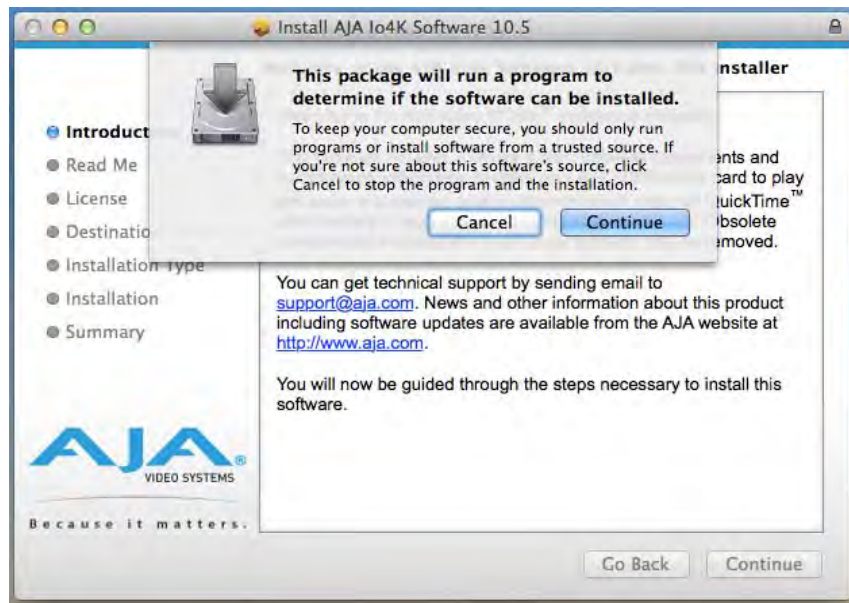 Install AJA Io4K Software 10.5
nstaller
This package will run a program to
determine if the software can be installed.
To keep your computer secure, you should only run
programs or install software from a trusted source. If
you're not sure about this software's source, click
Cancel to stop the program and the installation.
Cancel
Continue
Introduct
Read Me
License
Destinatio
Installation Type
Installation
Summary
ents and
card to play
uickTime™
bsolete
emoved.
You can get technical support by sending email to
support@aja.com. News and other information about this product
including software updates are available from the AJA website at
http://www.aja.com.
You will now be guided through the steps necessary to install this
software.
AJA®
VIDEO SYSTEMS
Because it matters.
Go Back
Continue